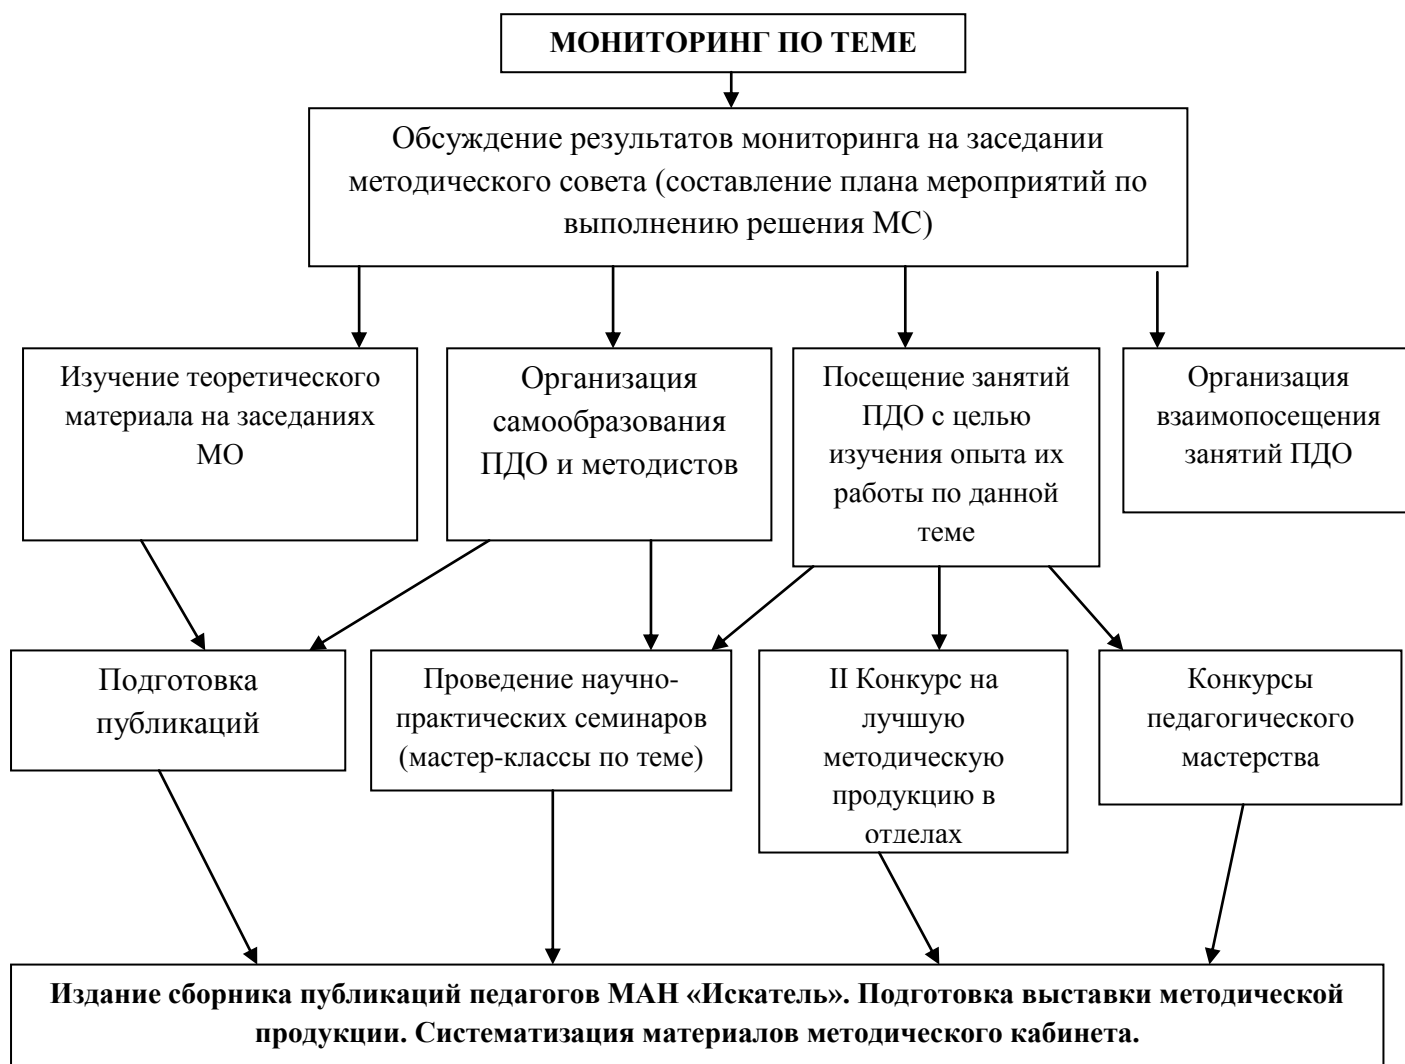 МОНИТОРИНГ ПО ТЕМЕ
Обсуждение результатов мониторинга на заседании
методического совета (составление плана мероприятий по
выполнению решения МС)
Изучение теоретического
материала на заседаниях
МО
Организация
самообразования
ПДО и методистов
Посещение занятий
ПДО с целью
изучения опыта их
работы по данной
теме
Организация
взаимопосещения
занятий ПДО
Подготовка
публикаций
Проведение научно-
практических семинаров
(мастер-классы по теме)
II Конкурс на
лучшую
методическую
продукцию в
отделах
Конкурсы
педагогического
мастерства
Издание сборника публикаций педагогов МАН «Искатель». Подготовка выставки методической
продукции. Систематизация материалов методического кабинета.